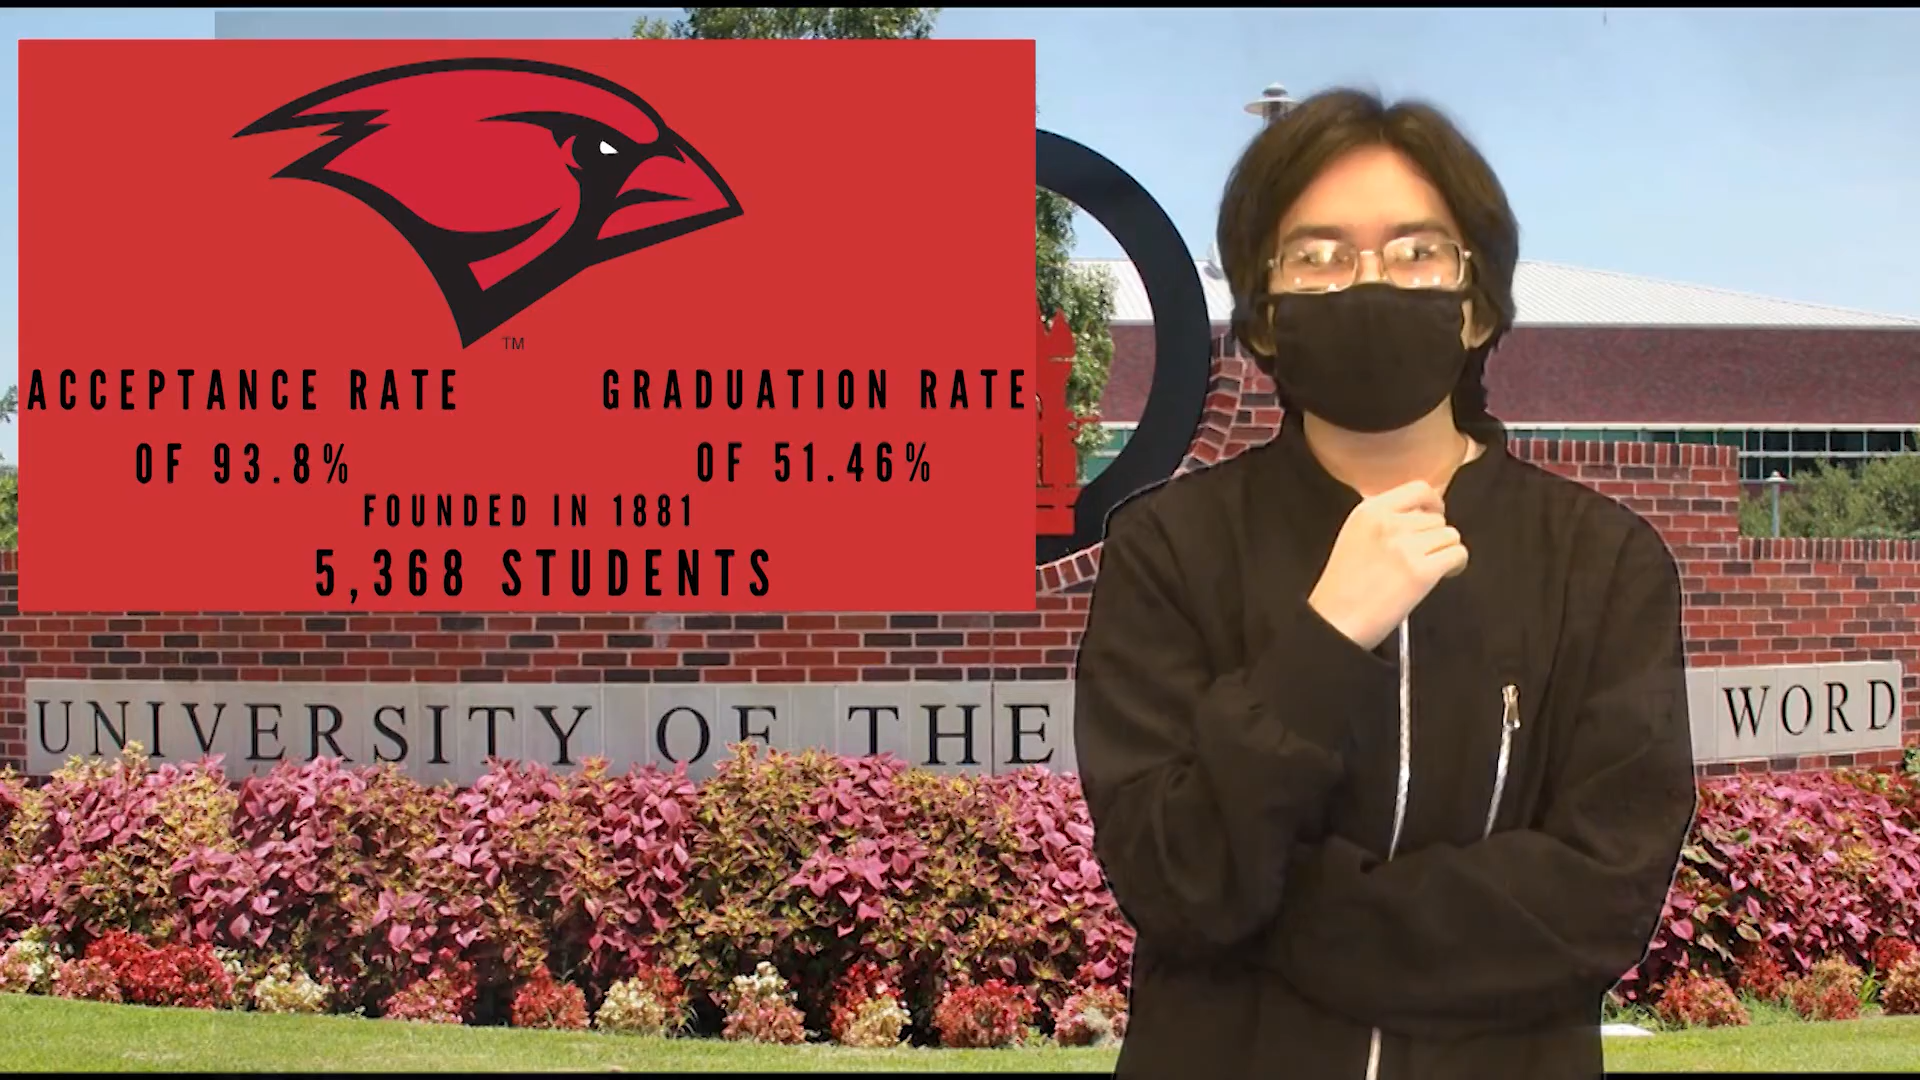 TM
ACCEPTANCE RATE
OF 93.8%
GRADUATION RATE
OF 51.46%
FOUNDED IN 1881
5,368 STUDENTS
UNIVERSITY OF THE WORD